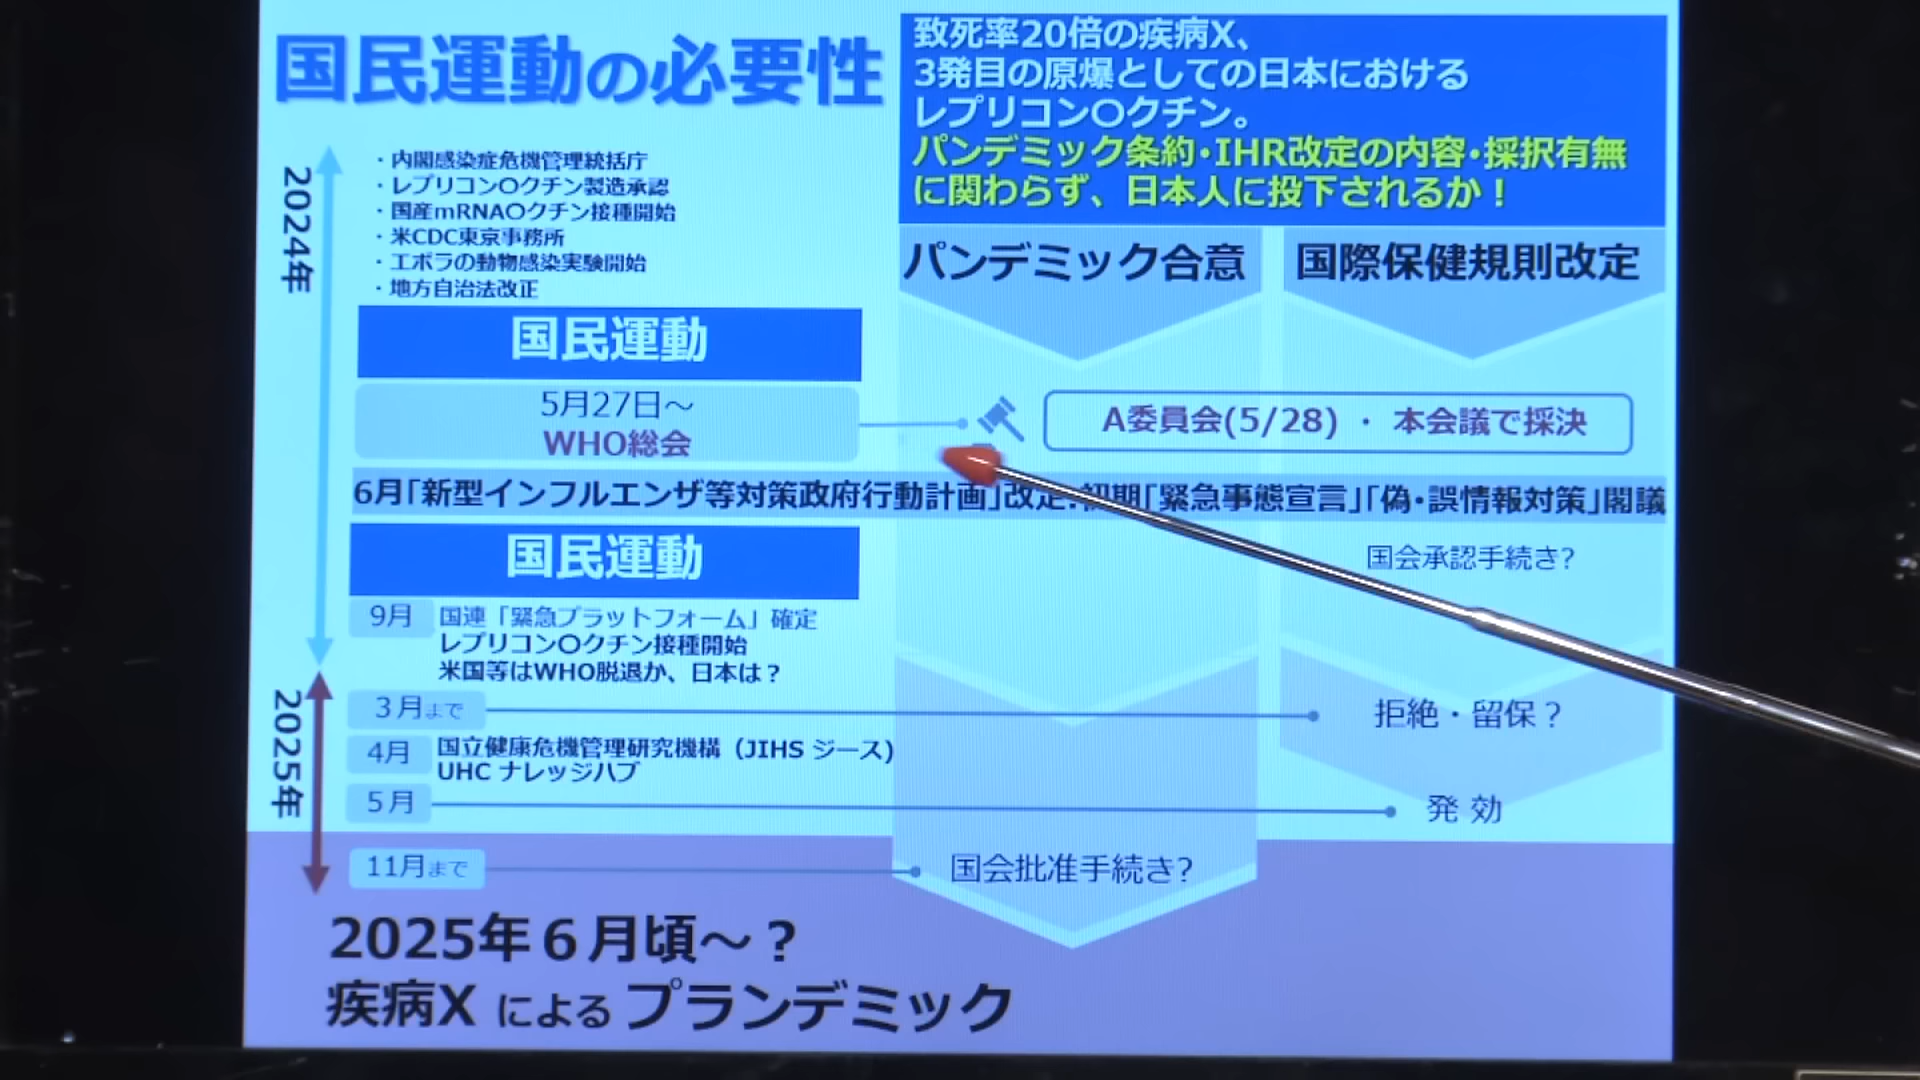 国民運動の必要性
致死率20倍の疾病X、
3発目の原爆としての日本における
レプリコン〇クチン。
パンデミック条約・IHR改定の内容・採択有無
に関わらず、日本人に投下されるか！
2024年
・内閣感染症危機管理統括庁
・レプリコン〇クチン製造承認
・国産mRNA〇クチン接種開始
・米CDC東京事務所
・エボラの動物感染実験開始
・地方自治法改正
パンデミック合意
国際保健規則改定
国民運動
5月27日～
WHO総会
A委員会(5/28) ・ 本会議で採決
6月「新型インフルエンザ等対策政府行動計画」改定:初期「緊急事態宣言」「偽・誤情報対策」閣議
国民運動
国会承認手続き?
9月 国連「緊急プラットフォーム」確定
レプリコン〇クチン接種開始
米国等はWHO脱退か、日本は？
2025年
３月まで
拒絶・留保？
4月 国立健康危機管理研究機構（JIHS ジース)
UHC ナレッジハブ
5月
発 効
11月まで
国会批准手続き?
2025年６月頃～？
疾病X による プランデミック